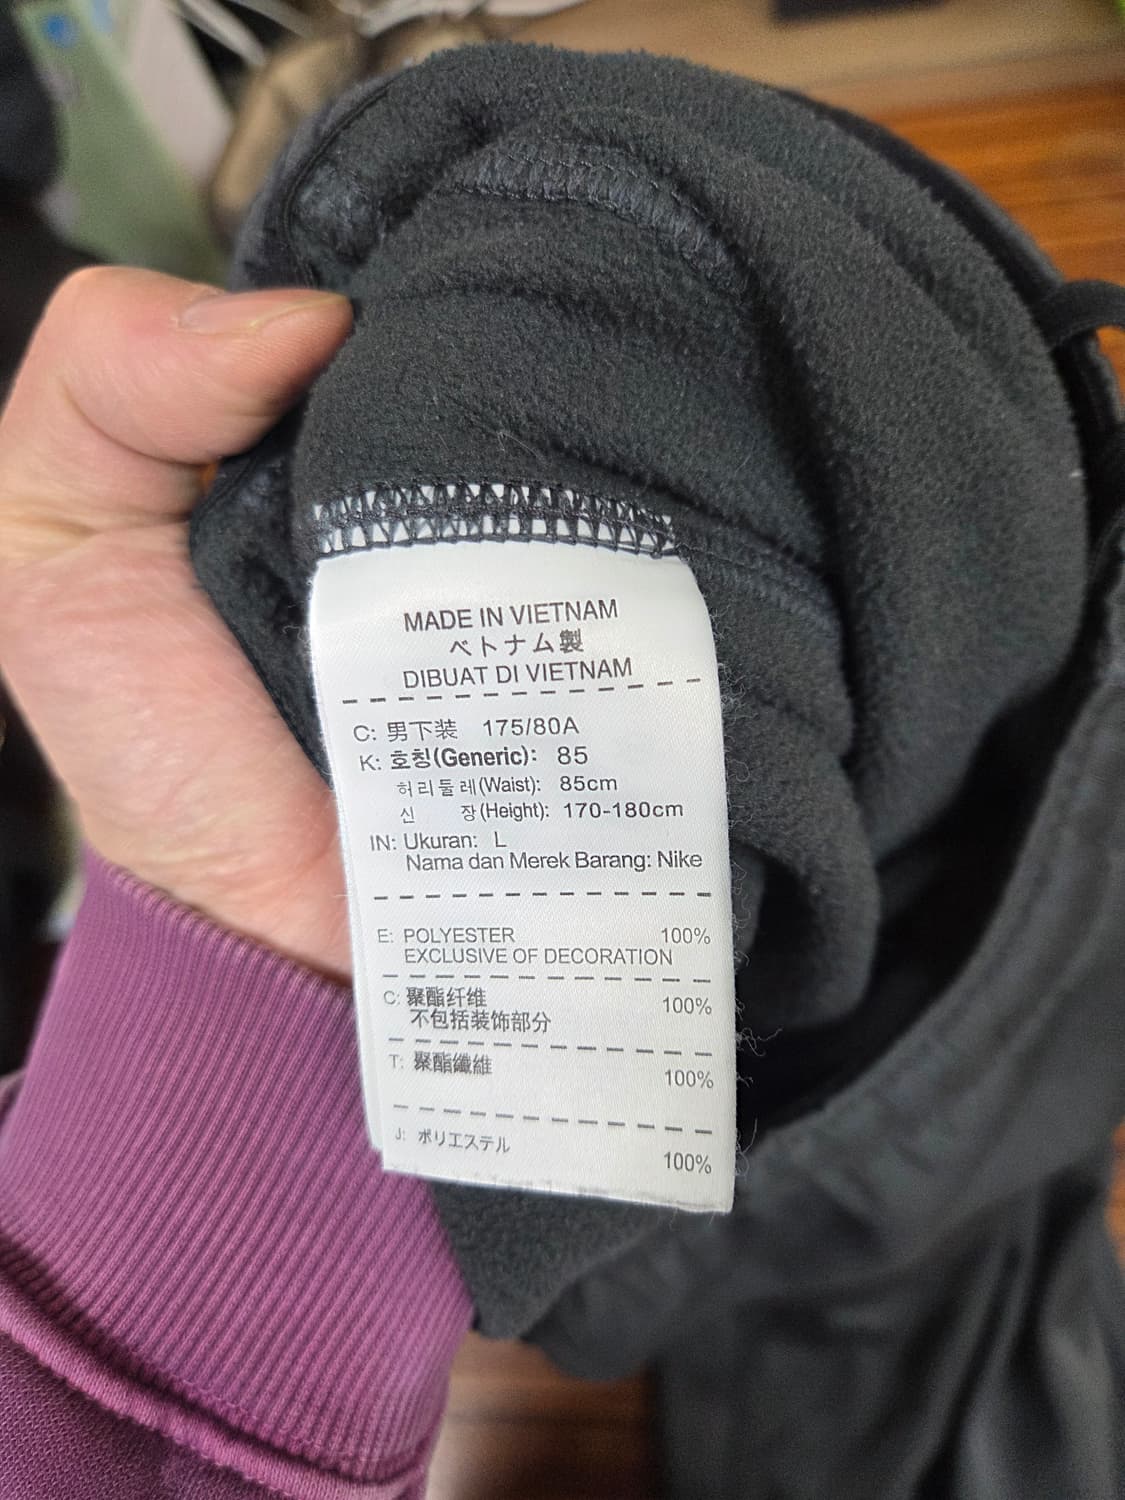 MADE IN VIETNAM
ベトナム製
DIBUAT DI VIETNAM
C: 男下装 175/80A
K: 호칭(Generic): 85
허리둘레(Waist): 85cm
신 장(Height): 170-180cm
IN: Ukuran: L
Nama dan Merek Barang: Nike
E: POLYESTER 100%
EXCLUSIVE OF DECORATION
C: 聚酯纤维 100%
不包括装饰部分
T: 聚酯纖維 100%
J: ポリエステル 100%